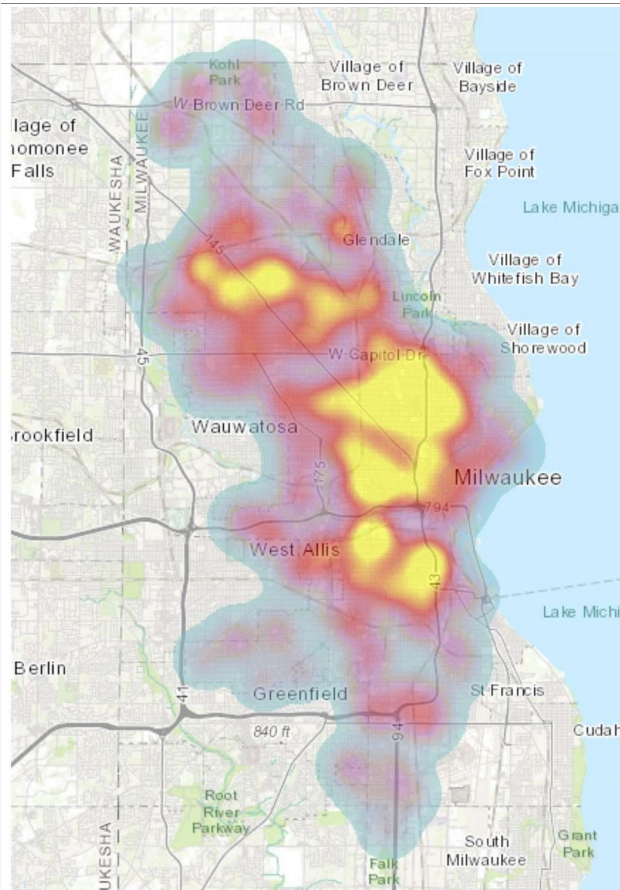 Kohl
Park
Village of
Brown Deer
Village of
Bayside
W Brown Deer Rd
lage of
nomonee
Falls
WAUKESHA
MILWAUKEE
Village of
Fox Point
Lake Michiga
145
Glendale
Village of
Whitefish Bay
Lincoln
Park
Village of
Shorewood
45
W Capitol Dr
Wauwatosa
rookfield
175
Milwaukee
794
West Allis
43
Lake Michi
Berlin
41
Greenfield
St Francis
840 ft
94
Cudah
Root
River
Parkway
UKESHA
South
Milwaukee
Grant
Park
Falk
Park